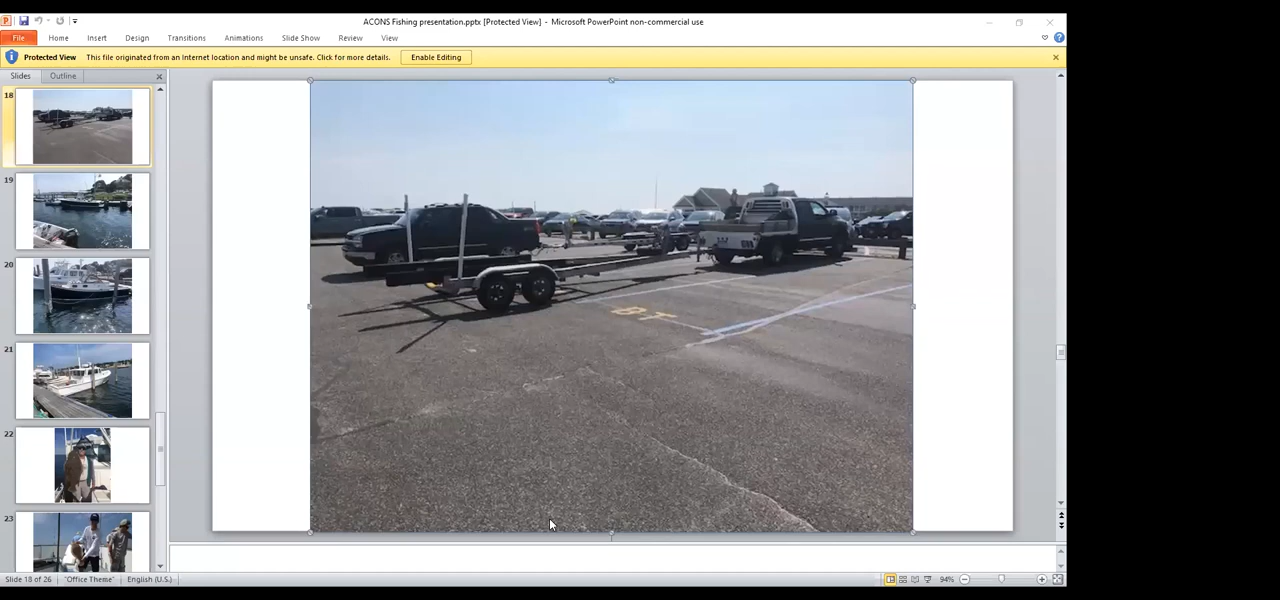 ACONS Fishing presentation.pptx [Protected View] - Microsoft PowerPoint non-commercial use
File Home Insert Design Transitions Animations Slide Show Review View
Protected View This file originated from an Internet location and might be unsafe. Click for more details. Enable Editing
Slides Outline
18
19
20
21
22
23
B-T
Slide 18 of 26 "Office Theme" English (U.S.) 94%